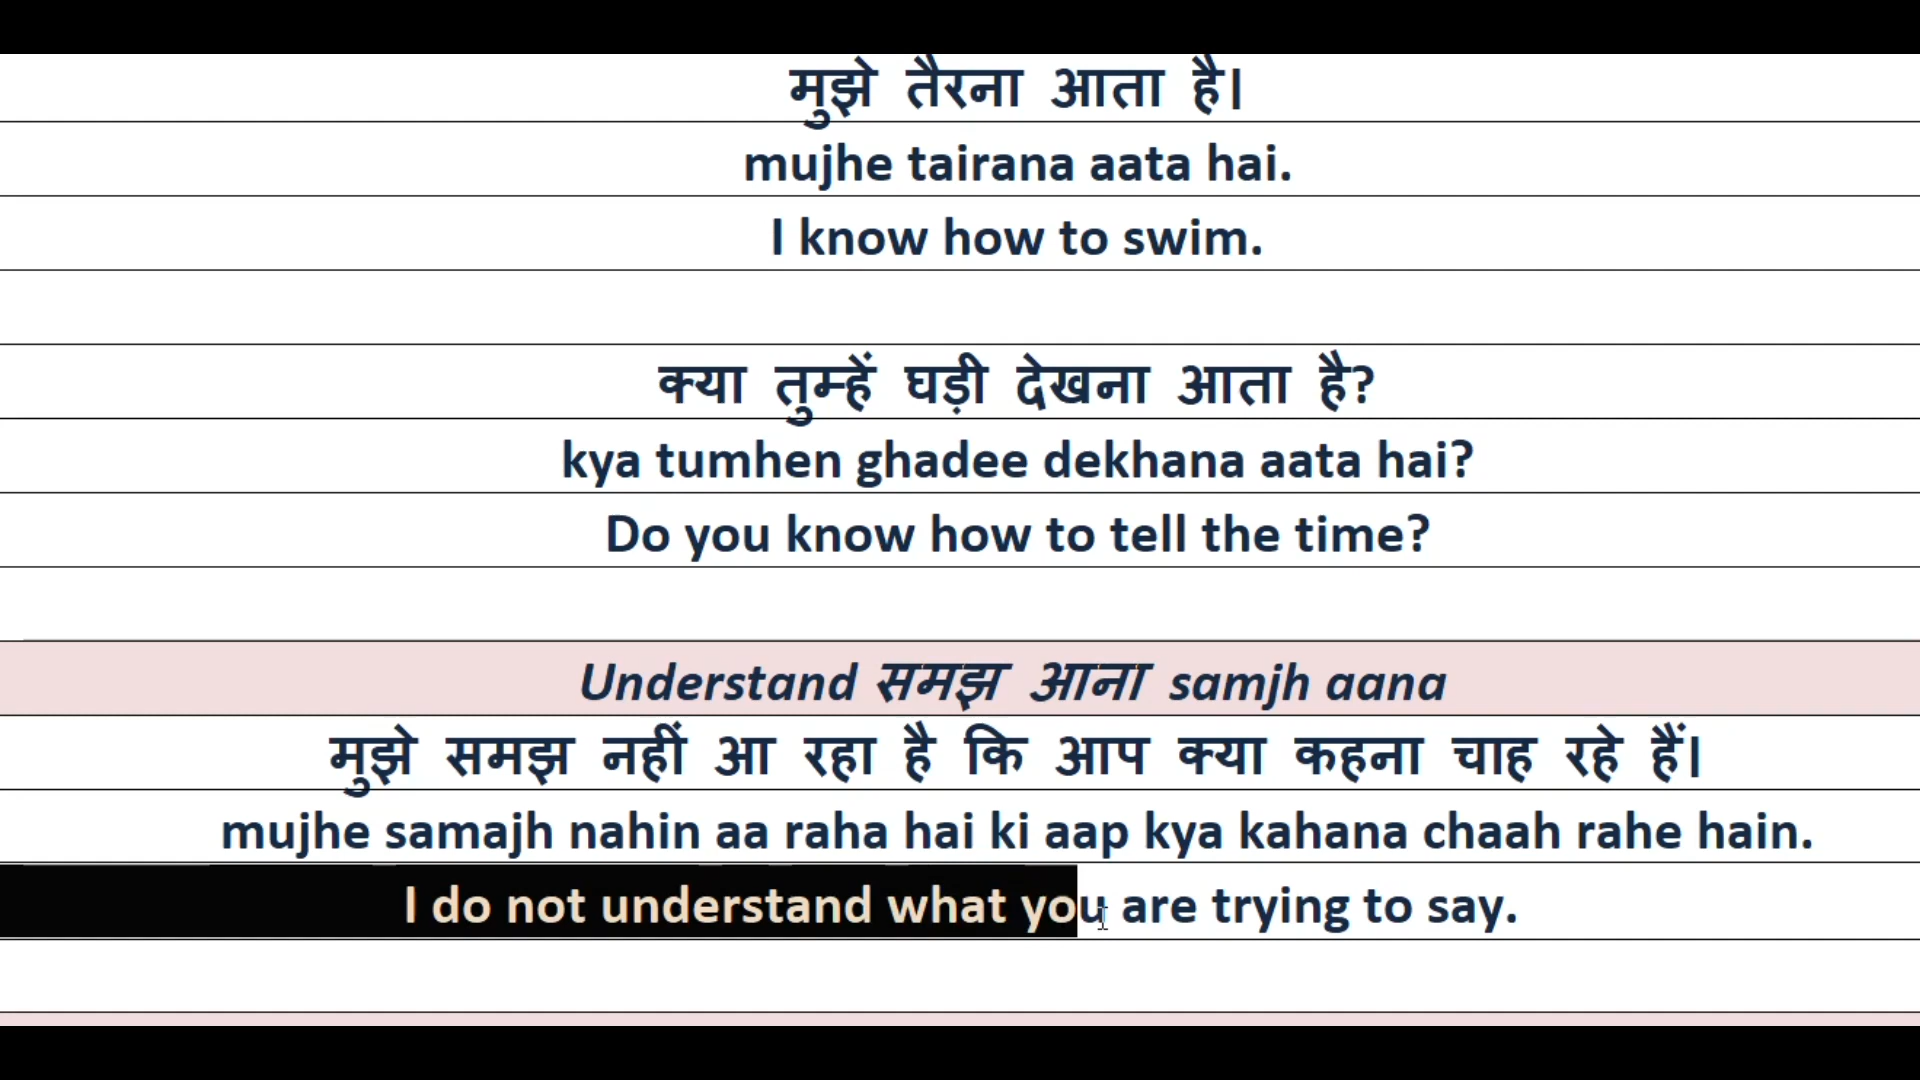 मुझे तैरना आता है।
mujhe tairana aata hai.
I know how to swim.
क्या तुम्हें घड़ी देखना आता है?
kya tumhen ghadee dekhana aata hai?
Do you know how to tell the time?
Understand समझ आना samjh aana
मुझे समझ नहीं आ रहा है कि आप क्या कहना चाह रहे हैं।
mujhe samajh nahin aa raha hai ki aap kya kahana chaah rahe hain.
I do not understand what you are trying to say.